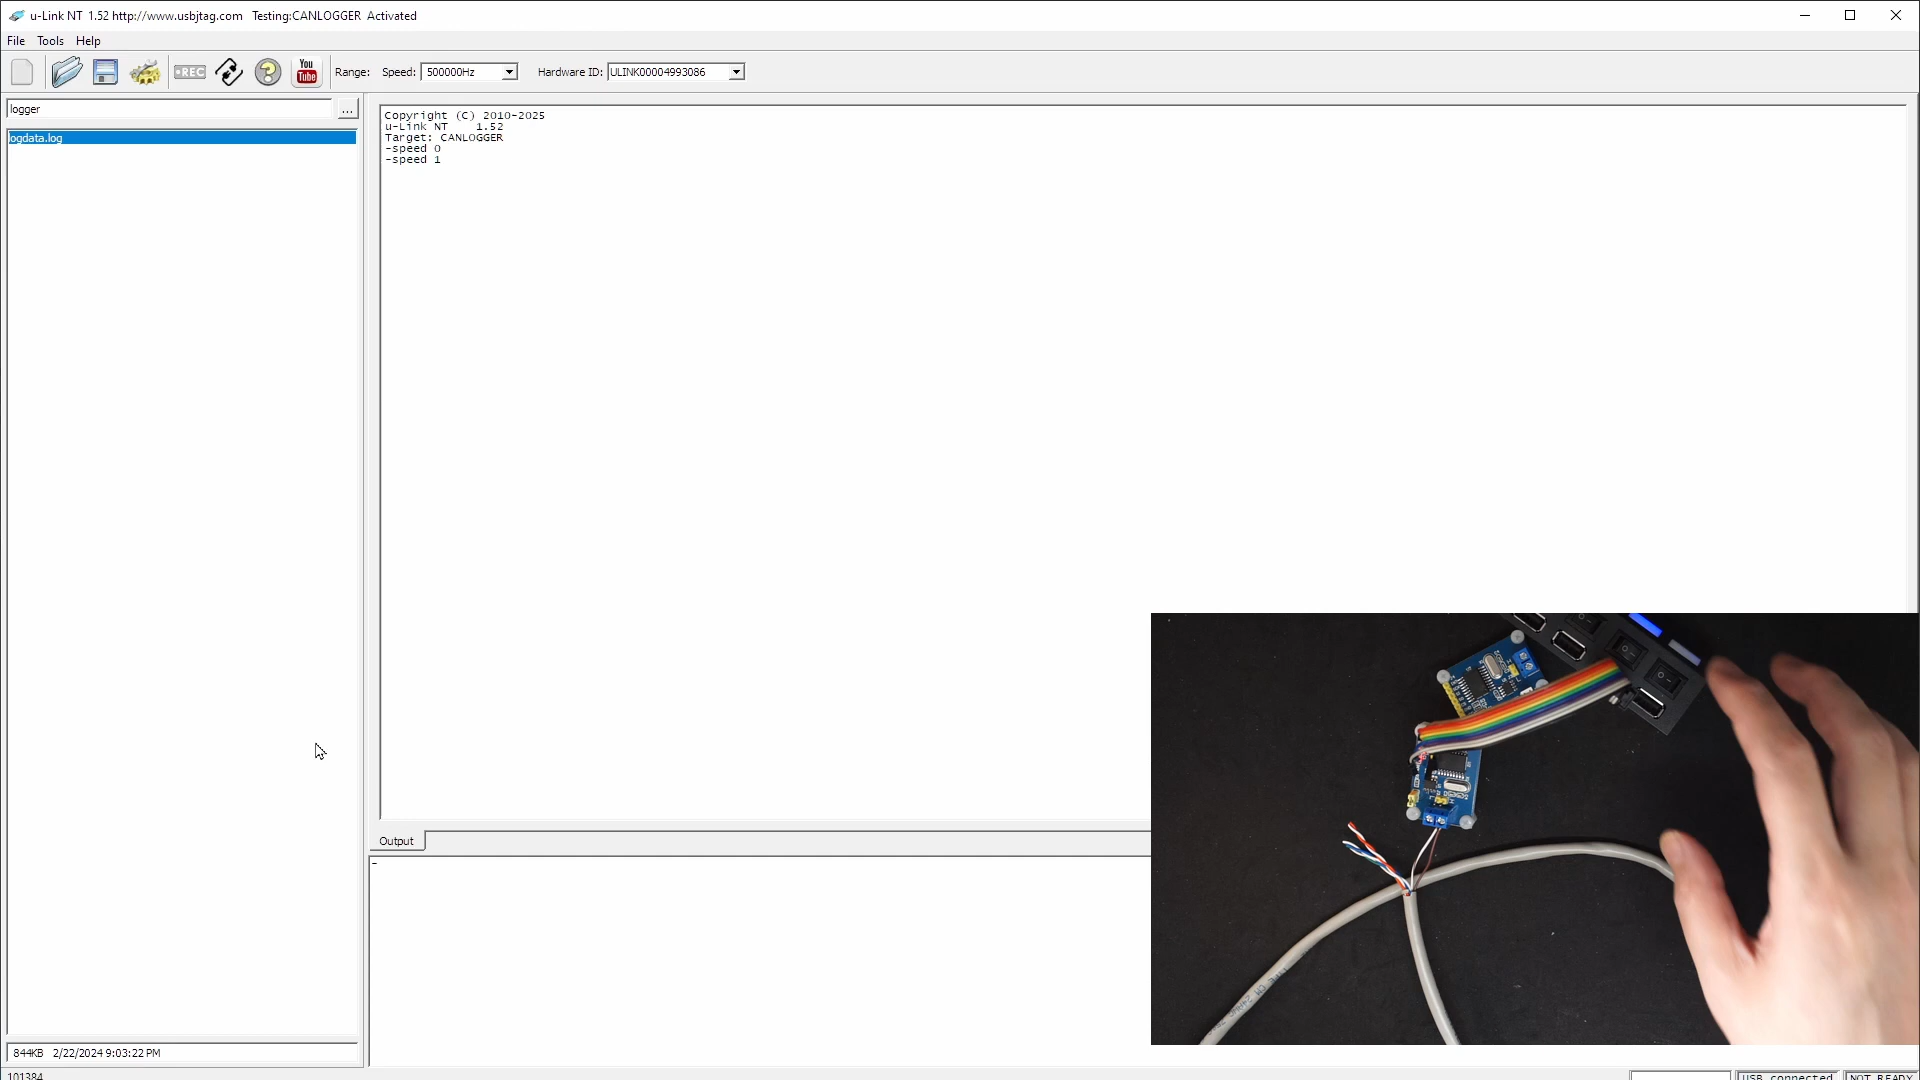 u-Link NT 1.52 http://www.usbjtag.com Testing:CANLOGGER Activated
File Tools Help
REC
You
Tube
Range: Speed: 500000Hz Hardware ID: ULINK00004993086
logger
...
ogdata.log
Copyright (C) 2010-2025
u-Link NT 1.52
Target: CANLOGGER
-speed 0
-speed 1
Output
-
844KB 2/22/2024 9:03:22 PM
101384
USB connected NOT READY